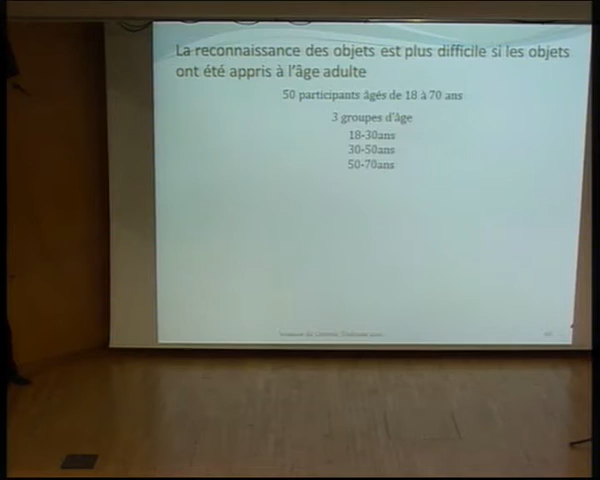 La reconnaissance des objets est plus difficile si les objets
ont été appris à l'âge adulte
50 participants âgés de 18 à 70 ans
3 groupes d'âge
18-30ans
30-50ans
50-70ans